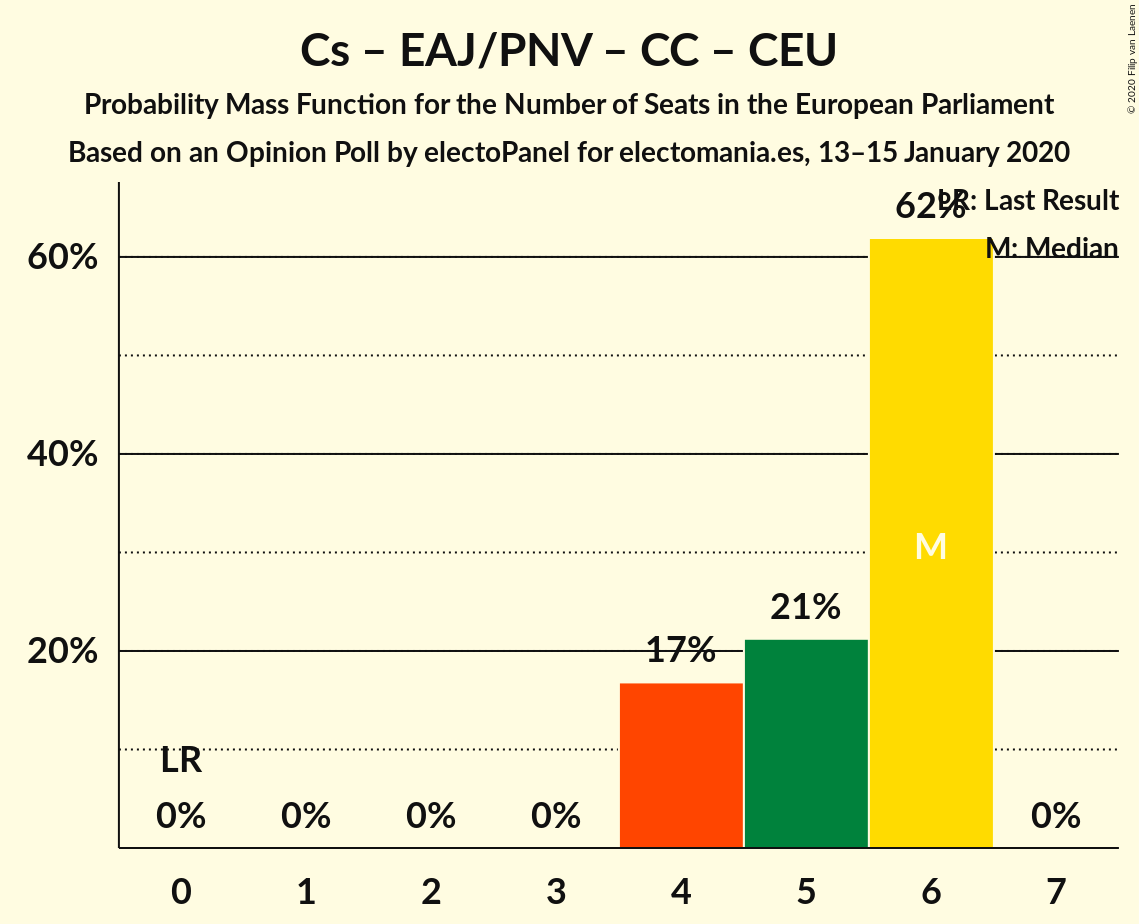 Cs – EAJ/PNV – CC – CEU
Probability Mass Function for the Number of Seats in the European Parliament
Based on an Opinion Poll by electoPanel for electomania.es, 13–15 January 2020
© 2020 Filip van Laenen
LR: Last Result
M: Median
62%
60%
40%
M
21%
20%
17%
LR
0% 0% 0% 0% 0%
0 1 2 3 4 5 6 7